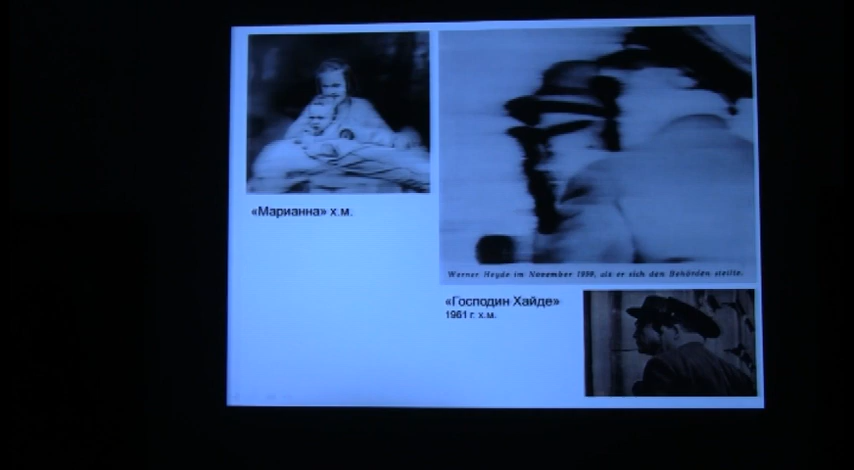 «Марианна» х.м.
Werner Heyde im November 1959, als er sich den Behörden stellte.
«Господин Хайде»
1961 г. х.м.